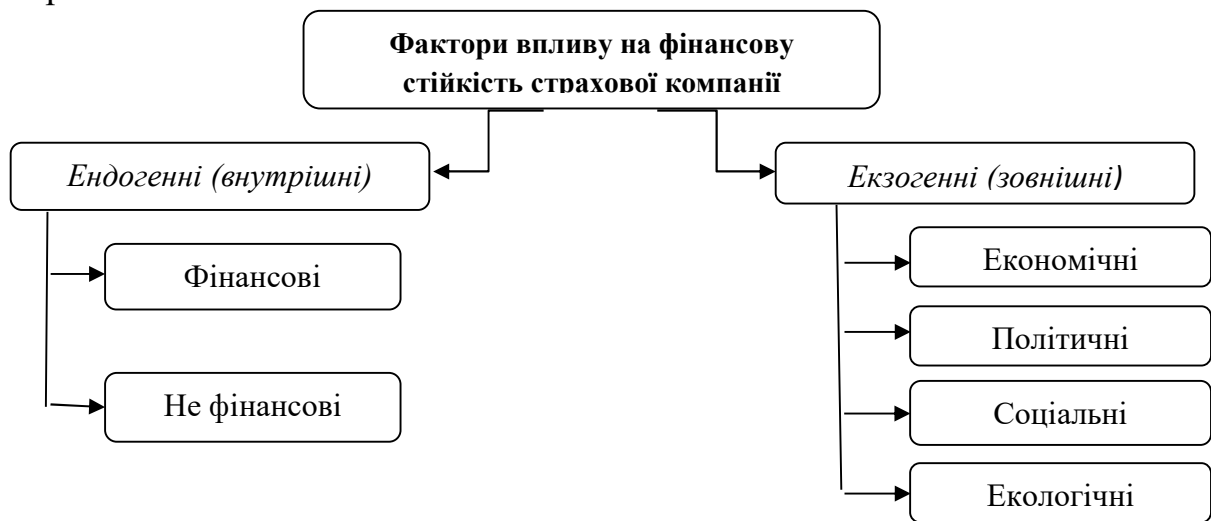 Фактори впливу на фінансову
стійкість страхової компанії
Ендогенні (внутрішні)
Фінансові
Не фінансові
Екзогенні (зовнішні)
Економічні
Політичні
Соціальні
Екологічні